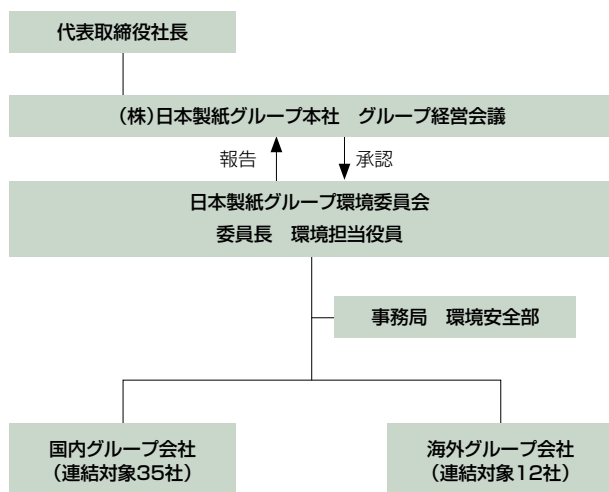 代表取締役社長
(株)日本製紙グループ本社　グループ経営会議
報告
承認
日本製紙グループ環境委員会
委員長　環境担当役員
事務局　環境安全部
国内グループ会社
(連結対象35社)
海外グループ会社
(連結対象12社)